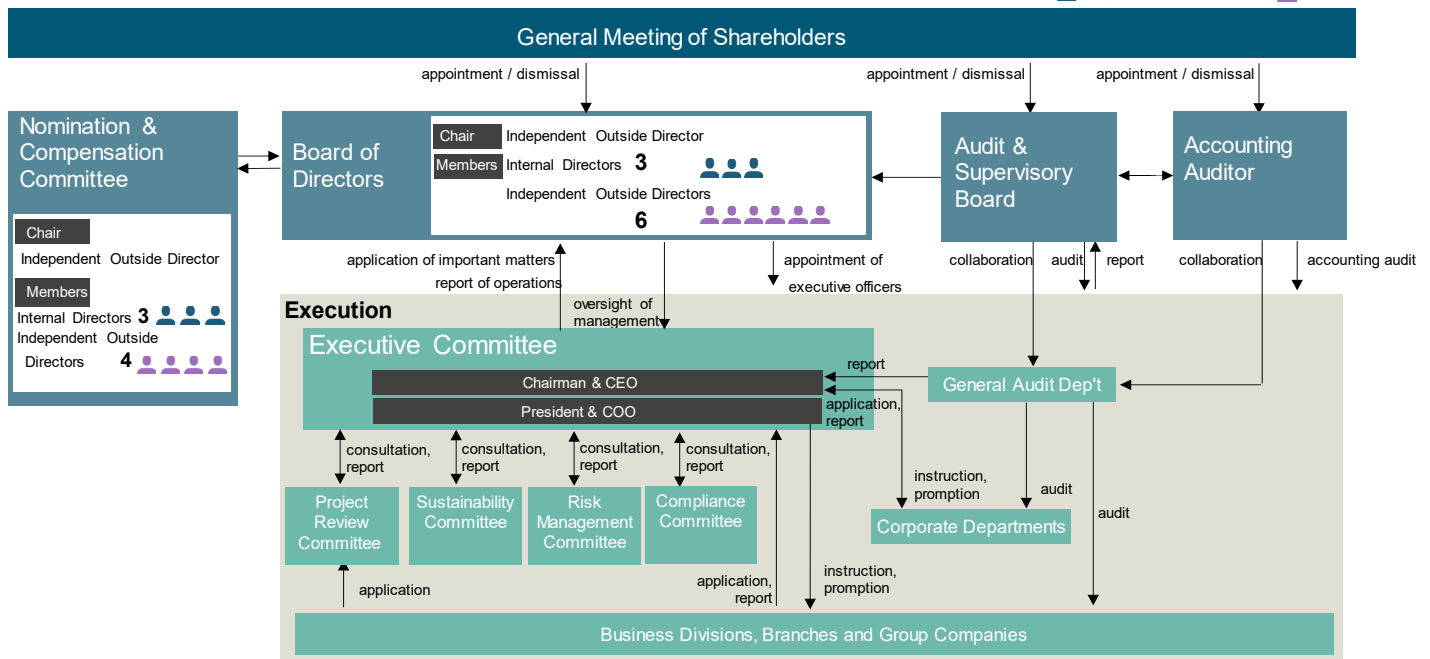 General Meeting of Shareholders
appointment / dismissal
appointment / dismissal
appointment / dismissal
Nomination &
Compensation
Committee
Chair
Independent Outside Director
Members
Internal Directors 3
Independent Outside
Directors 4
Board of
Directors
Chair Independent Outside Director
Members Internal Directors 3
Independent Outside Directors
6
Audit &
Supervisory
Board
Accounting
Auditor
application of important matters
report of operations
oversight of
management
appointment of
executive officers
collaboration
audit
report
collaboration
accounting audit
Execution
Executive Committee
Chairman & CEO
President & COO
report
application,
report
General Audit Dep't
consultation,
report
consultation,
report
consultation,
report
consultation,
report
Project
Review
Committee
Sustainability
Committee
Risk
Management
Committee
Compliance
Committee
instruction,
promption
audit
Corporate Departments
audit
application
application,
report
instruction,
promption
Business Divisions, Branches and Group Companies